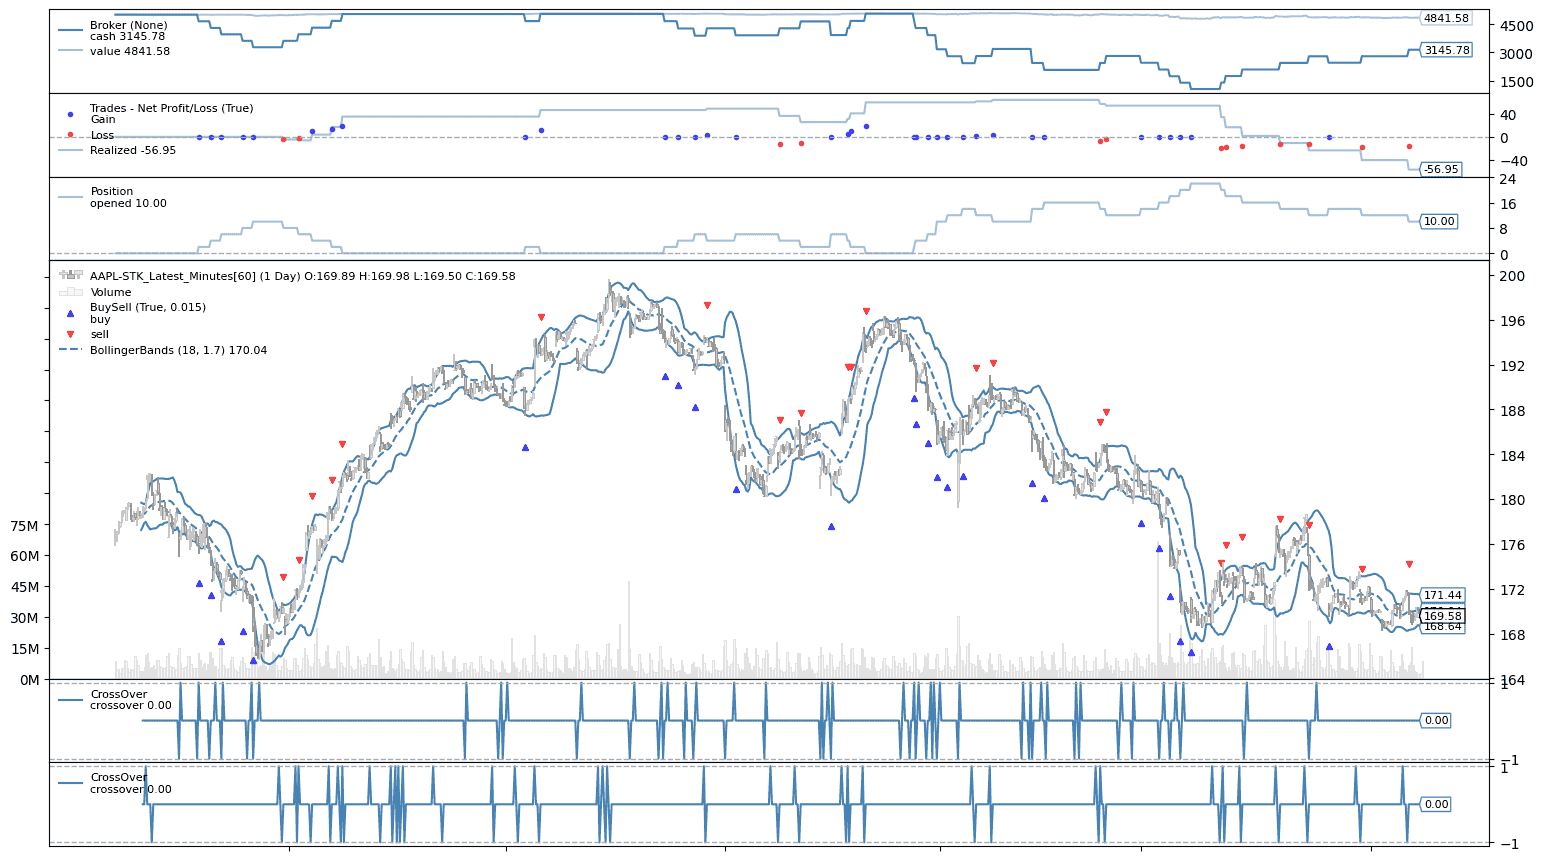 Broker (None)
cash 3145.78
value 4841.58
4841.58
4500
3145.78
3000
1500
Trades - Net Profit/Loss (True)
Gain
Loss
Realized -56.95
40
0
−40
-56.95
Position
opened 10.00
24
16
10.00
8
0
AAPL-STK_Latest_Minutes[60] (1 Day) O:169.89 H:169.98 L:169.50 C:169.58
Volume
BuySell (True, 0.015)
buy
sell
BollingerBands (18, 1.7) 170.04
200
196
192
188
184
180
176
172
168
164
171.44
169.58
168.64
75M
60M
45M
30M
15M
0M
CrossOver
crossover 0.00
1
0.00
−1
CrossOver
crossover 0.00
1
0.00
−1